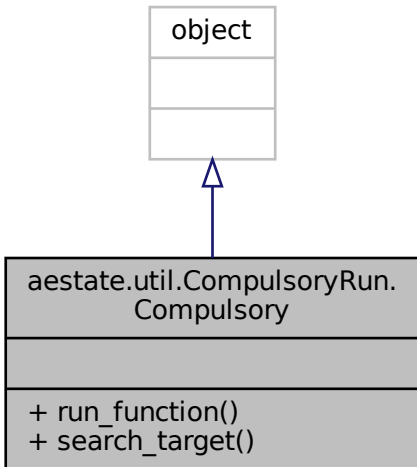 object
aestate.util.CompulsoryRun.
Compulsory
+ run_function()
+ search_target()